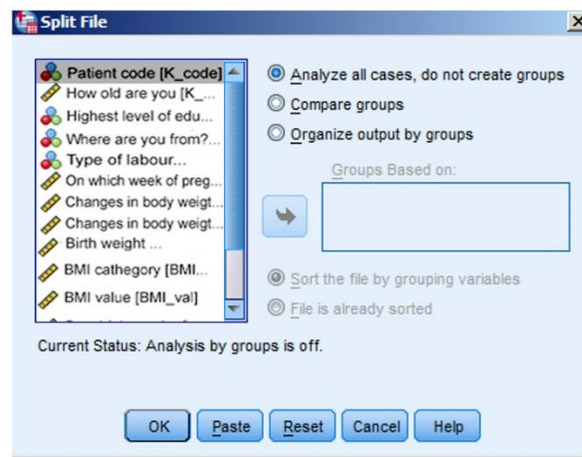 Split File
Patient code [K_code]
How old are you [K_...
Highest level of edu...
Where are you from?...
Type of labour...
On which week of preg...
Changes in body weigt...
Changes in body weigt...
Birth weight ...
BMI cathegory [BMI...
BMI value [BMI_val]
Analyze all cases, do not create groups
Compare groups
Organize output by groups
Groups Based on:
Sort the file by grouping variables
File is already sorted
Current Status: Analysis by groups is off.
OK Paste Reset Cancel Help